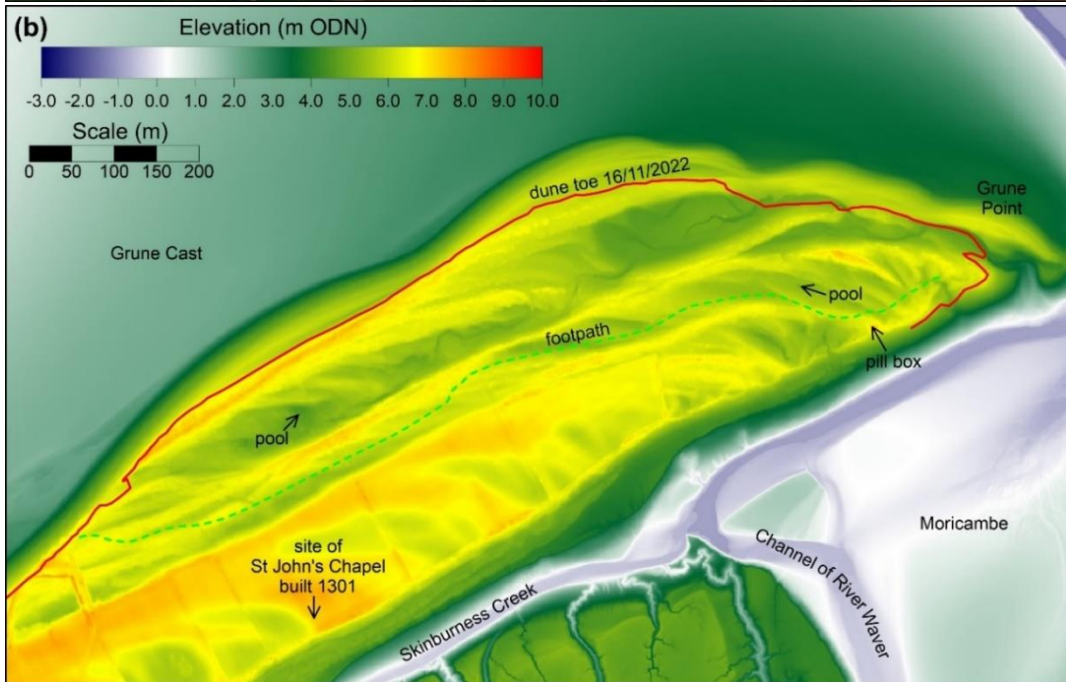 (b)
Elevation (m ODN)
-3.0 -2.0 -1.0 0.0 1.0 2.0 3.0 4.0 5.0 6.0 7.0 8.0 9.0 10.0
Scale (m)
0 50 100 150 200
dune toe 16/11/2022
Grune
Point
Grune Cast
pool
footpath
pill box
pool
Moricambe
site of
St John's Chapel
built 1301
Channel of River Waver
Skinburness Creek